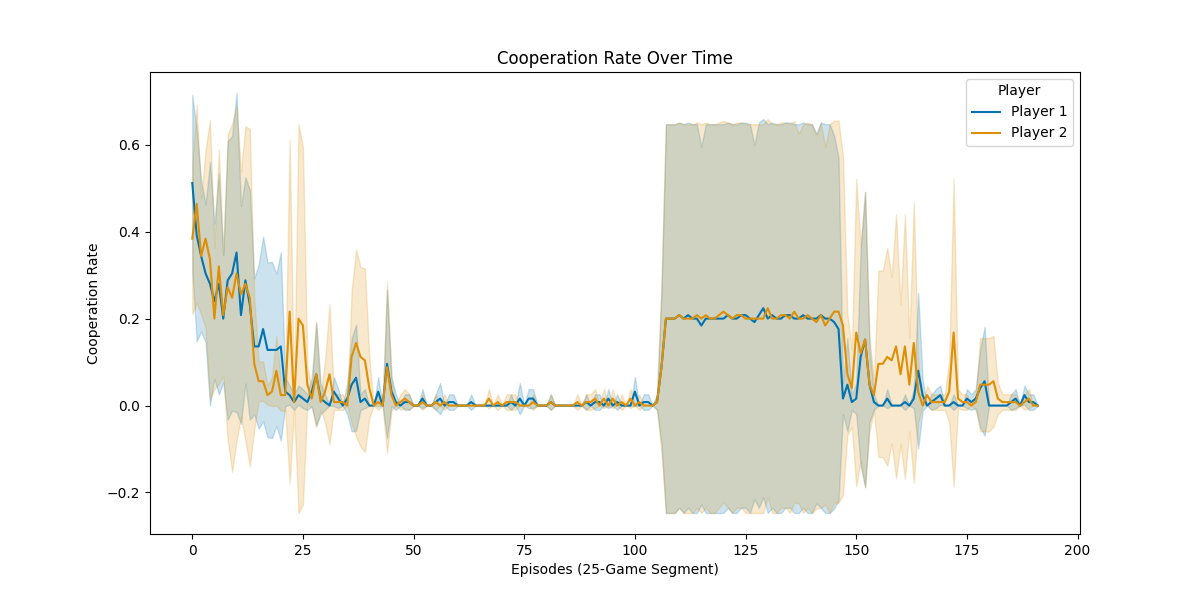 Cooperation Rate Over Time
Player
Player 1
Player 2
Cooperation Rate
0.6
0.4
0.2
0.0
−0.2
0 25 50 75 100 125 150 175 200
Episodes (25-Game Segment)